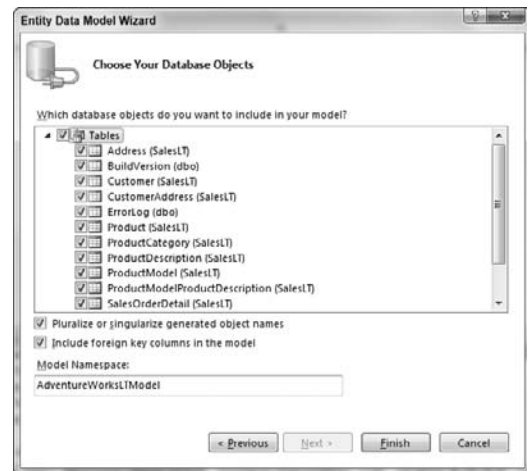 Entity Data Model Wizard
Choose Your Database Objects
Which database objects do you want to include in your model?
Tables
Address (SalesLT)
BuildVersion (dbo)
Customer (SalesLT)
CustomerAddress (SalesLT)
ErrorLog (dbo)
Product (SalesLT)
ProductCategory (SalesLT)
ProductDescription (SalesLT)
ProductModel (SalesLT)
ProductModelProductDescription (SalesLT)
SalesOrderDetail (SalesLT)
Pluralize or singularize generated object names
Include foreign key columns in the model
Model Namespace:
AdventureWorksLTModel
< Previous Next > Finish Cancel